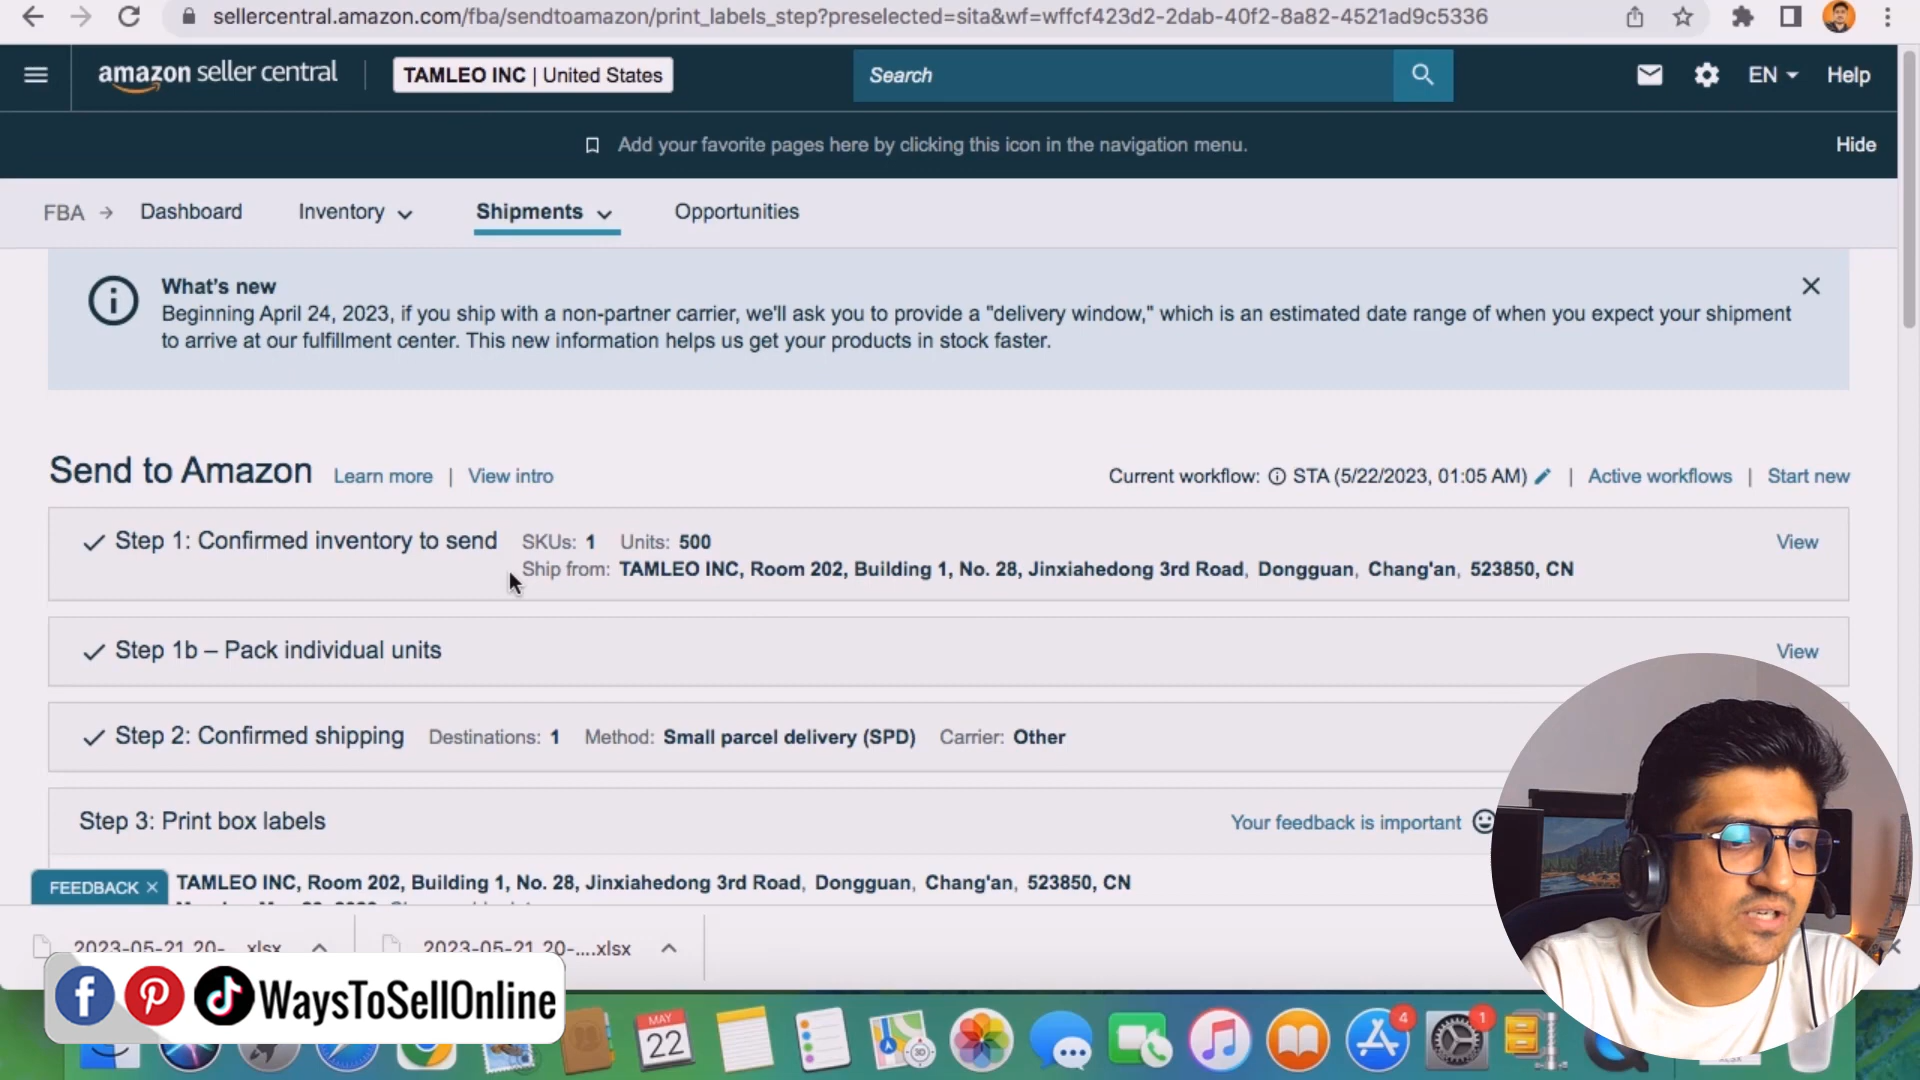 sellercentral.amazon.com/fba/sendtoamazon/print_labels_step?preselected=sita&wf=wffcf423d2-2dab-40f2-8a82-4521ad9c5336
amazon seller central TAMLEO INC | United States Search EN Help
Add your favorite pages here by clicking this icon in the navigation menu. Hide
FBA → Dashboard Inventory Shipments Opportunities
What's new
Beginning April 24, 2023, if you ship with a non-partner carrier, we'll ask you to provide a "delivery window," which is an estimated date range of when you expect your shipment
to arrive at our fulfillment center. This new information helps us get your products in stock faster.
Send to Amazon Learn more | View intro Current workflow: STA (5/22/2023, 01:05 AM) | Active workflows | Start new
Step 1: Confirmed inventory to send SKUs: 1 Units: 500 View
Ship from: TAMLEO INC, Room 202, Building 1, No. 28, Jinxiahedong 3rd Road, Dongguan, Chang'an, 523850, CN
Step 1b – Pack individual units View
Step 2: Confirmed shipping Destinations: 1 Method: Small parcel delivery (SPD) Carrier: Other
Step 3: Print box labels Your feedback is important
FEEDBACK × TAMLEO INC, Room 202, Building 1, No. 28, Jinxiahedong 3rd Road, Dongguan, Chang'an, 523850, CN
2023-05-21 20-....xlsx 2023-05-21 20-....xlsx
WaysToSellOnline
MAY
22
3D
4
1